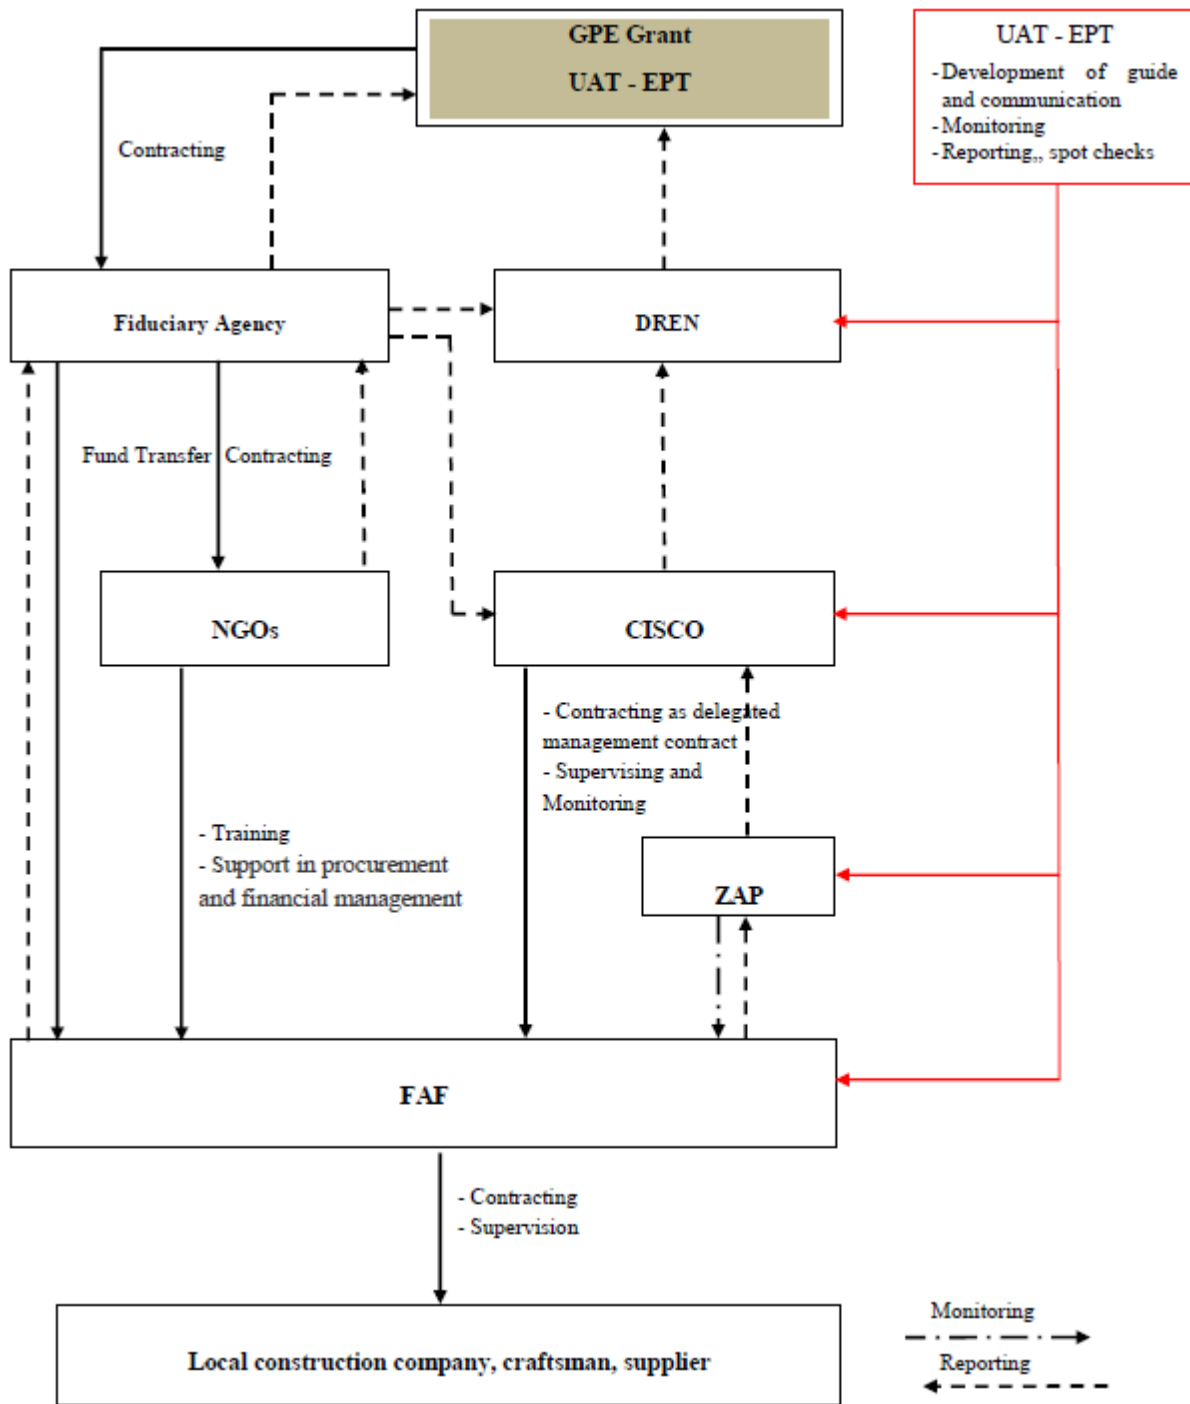 GPE Grant
UAT - EPT
UAT - EPT
- Development of guide
and communication
- Monitoring
- Reporting,, spot checks
Contracting
Fiduciary Agency
DREN
Fund Transfer
Contracting
NGOs
CISCO
- Contracting as delegated
management contract
- Supervising and
Monitoring
- Training
- Support in procurement
and financial management
ZAP
FAF
- Contracting
- Supervision
Monitoring
Reporting
Local construction company, craftsman, supplier